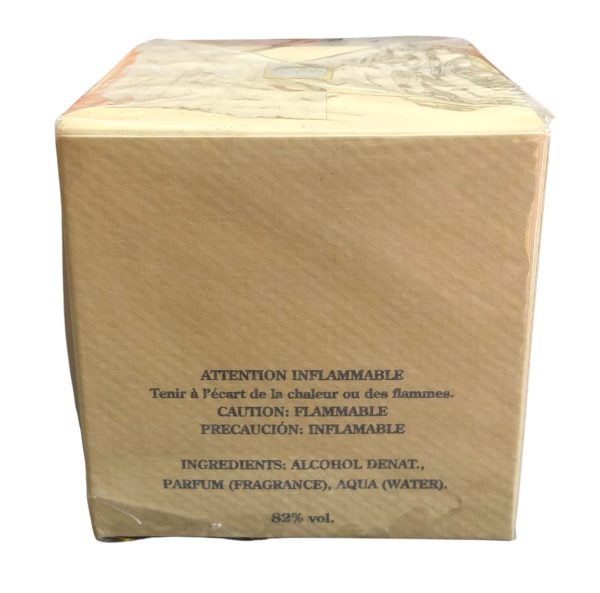 ATTENTION INFLAMMABLE
Tenir à l'écart de la chaleur ou des flammes.
CAUTION: FLAMMABLE
PRECAUCIÓN: INFLAMABLE
INGREDIENTS: ALCOHOL DENAT.,
PARFUM (FRAGRANCE), AQUA (WATER).
82% vol.